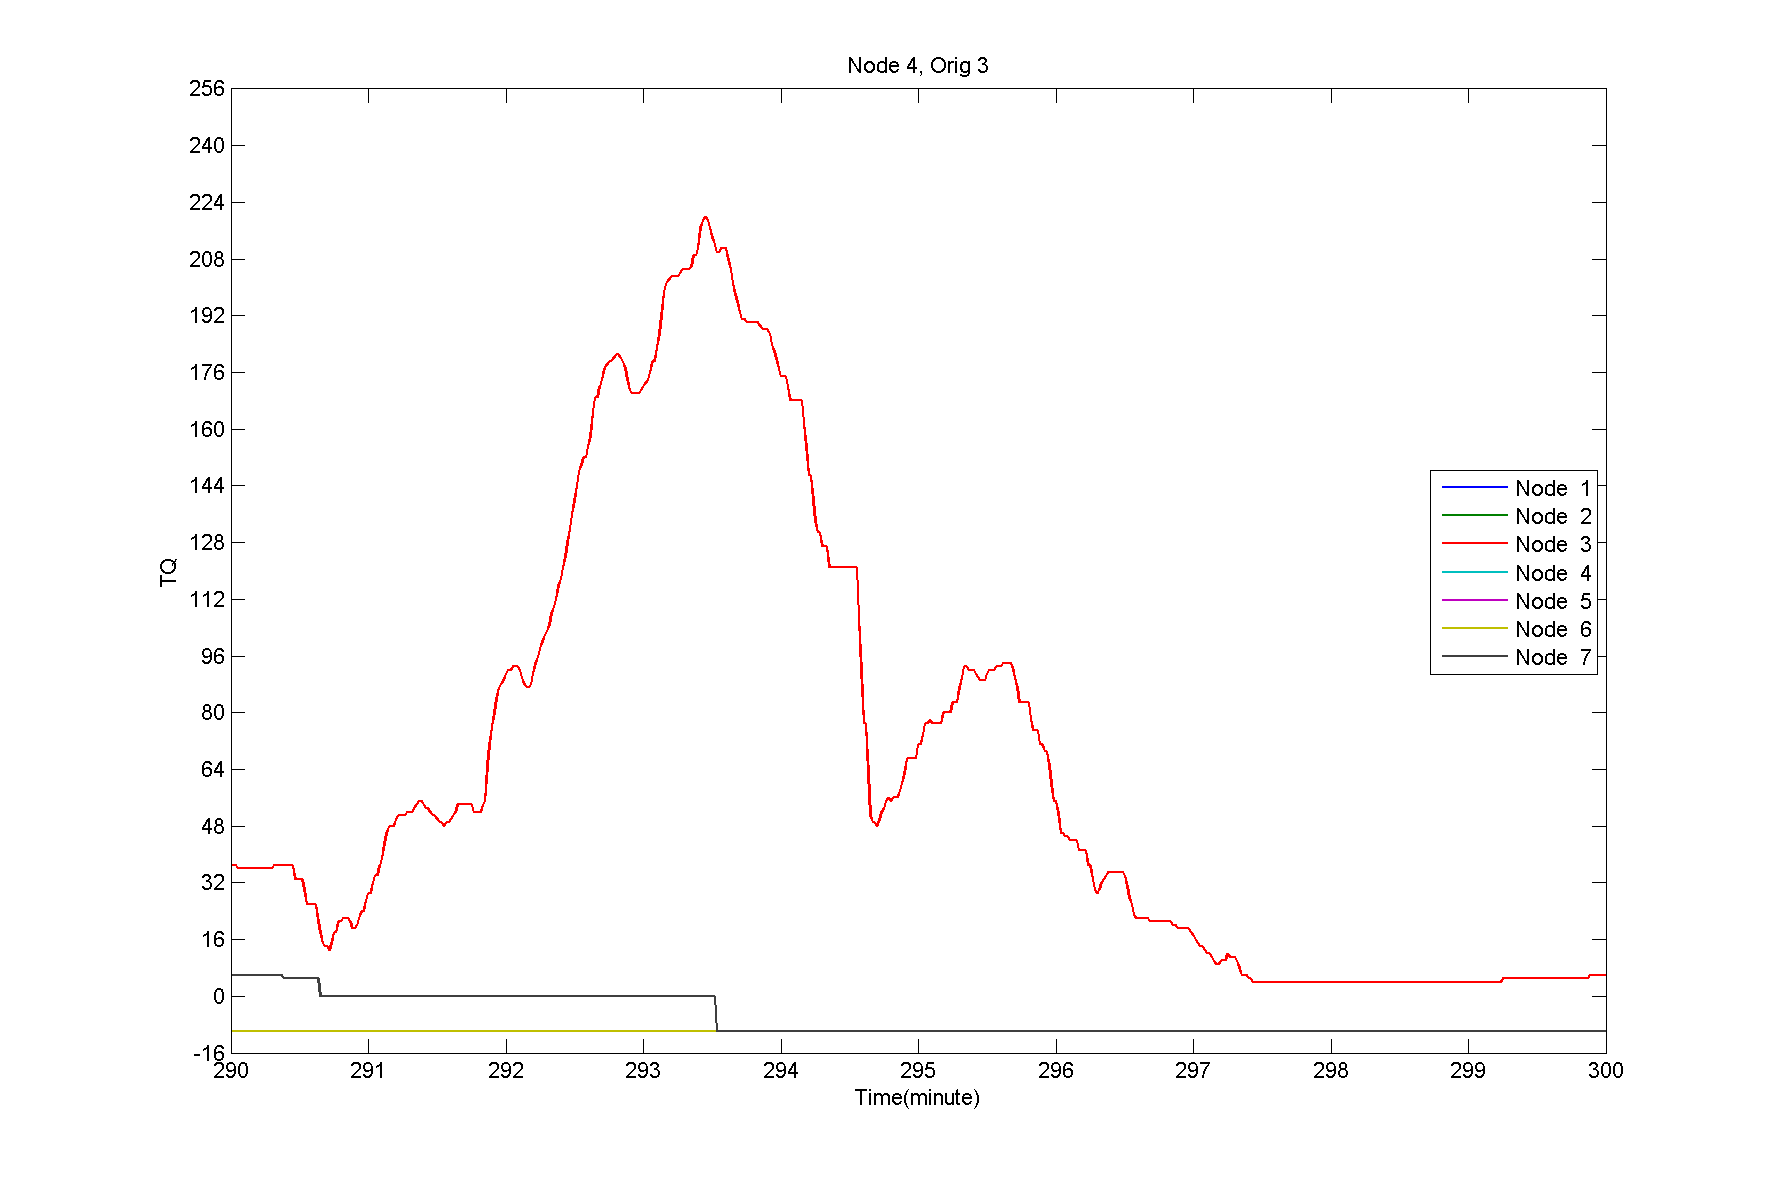 Node 4, Orig 3
256
240
224
208
192
176
160
144
128
112
96
80
64
48
32
16
0
-16
TQ
Node 1
Node 2
Node 3
Node 4
Node 5
Node 6
Node 7
290 291 292 293 294 295 296 297 298 299 300
Time(minute)